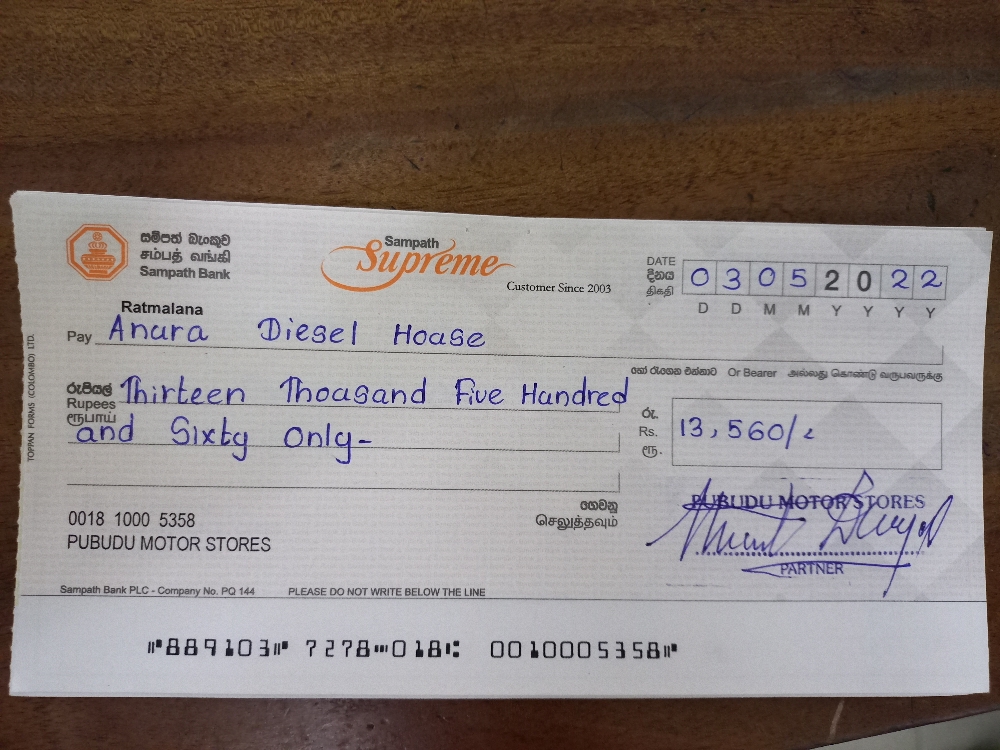 සම්පත් බැංකුව
சம்பத் வங்கி
Sampath Bank
Sampath
Supreme
Customer Since 2003
DATE
දිනය
திகதி
0 3 0 5 2 0 2 2
D D M M Y Y Y Y
Ratmalana
Pay Anura Diesel House
හෝ රැගෙන එන්නාට Or Bearer அல்லது கொண்டு வருபவருக்கு
රුපියල් Thirteen Thousand Five Hundred
Rupees
ரூபாய் and Sixty Only-
රු.
Rs. 13,560/
ரூ.
ගෙවනු
செலுத்தவும்
0018 1000 5358
PUBUDU MOTOR STORES
PUBUDU MOTOR STORES
PARTNER
Sampath Bank PLC - Company No. PQ 144 PLEASE DO NOT WRITE BELOW THE LINE
TOPPAN FORMS (COLOMBO) LTD.
⑈889103⑈ 7278⑉018⑆ 0010005358⑈